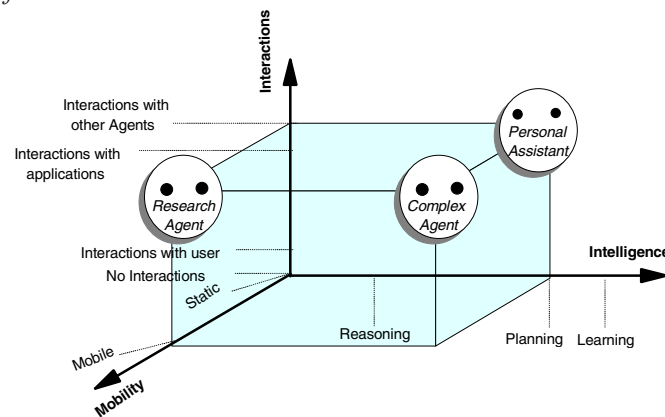 Interactions
Interactions with
other Agents
Interactions with
applications
Personal
Assistant
Research
Agent
Complex
Agent
Interactions with user
No Interactions
Static
Intelligence
Reasoning
Planning
Learning
Mobile
Mobility